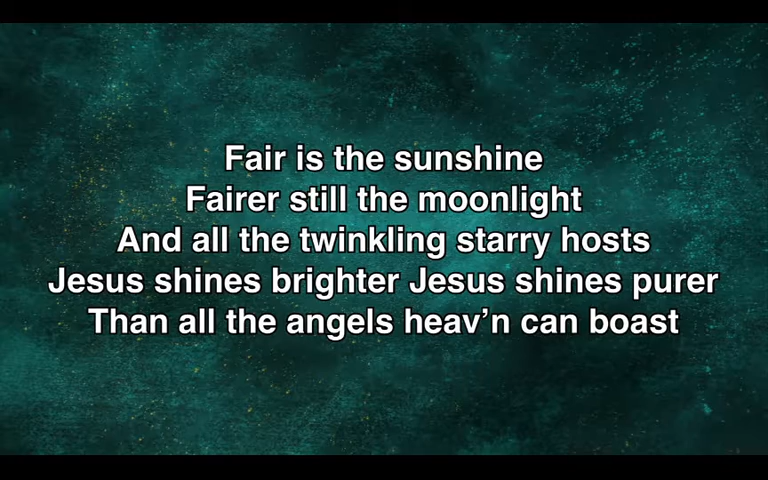 Fair is the sunshine
Fairer still the moonlight
And all the twinkling starry hosts
Jesus shines brighter Jesus shines purer
Than all the angels heav’n can boast